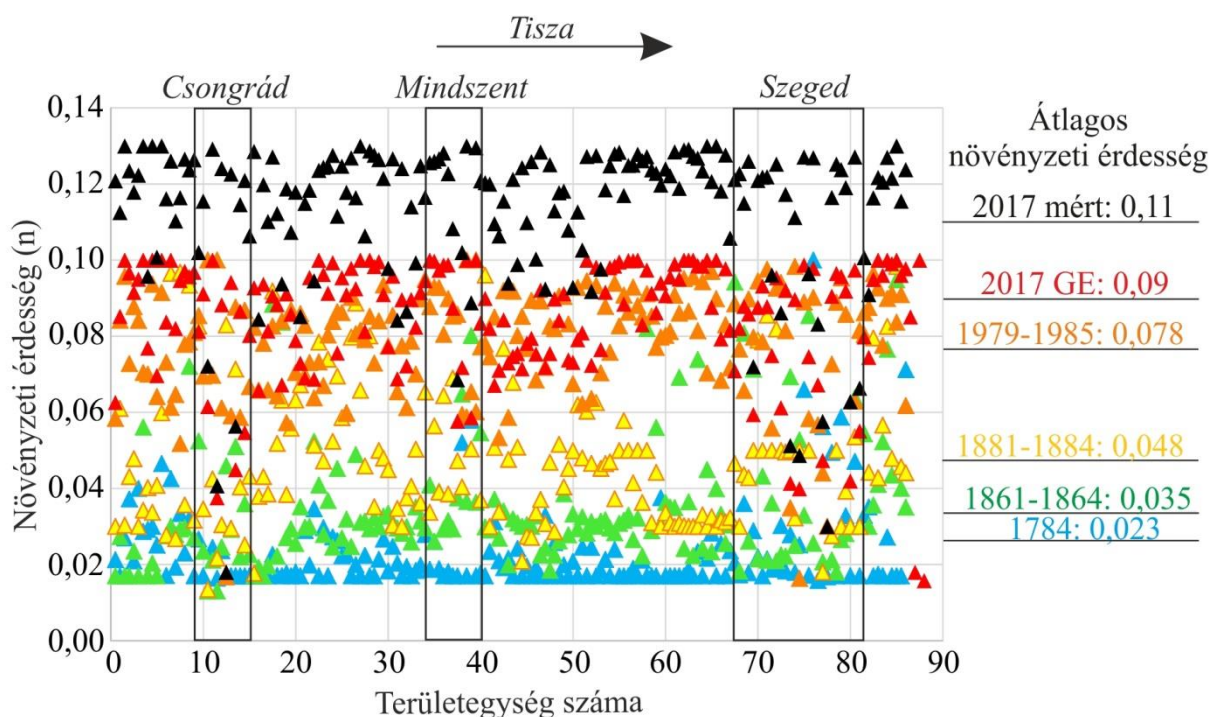 Tisza
Csongrád
Mindszent
Szeged
0,14
0,12
0,10
0,08
0,06
0,04
0,02
0,00
Növényzeti érdesség (n)
0
10
20
30
40
50
60
70
80
90
Területegység száma
Átlagos
növényzeti érdesség
2017 mért: 0,11
2017 GE: 0,09
1979-1985: 0,078
1881-1884: 0,048
1861-1864: 0,035
1784: 0,023